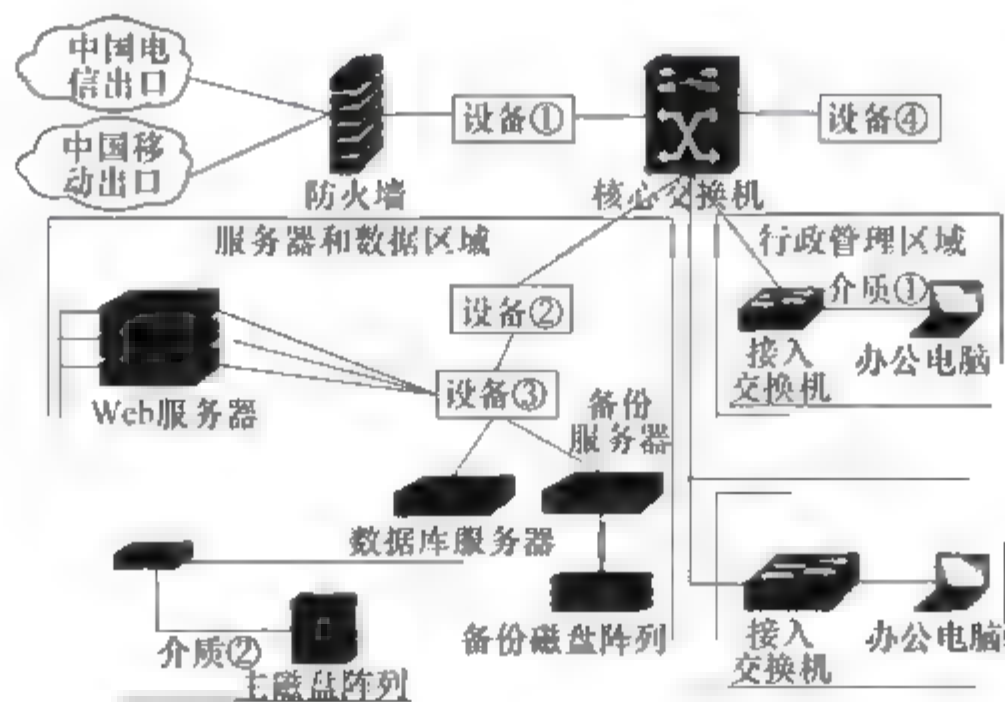 中国电
信出口
设备①
设备④
中国移
动出口
防火墙
核心交换机
服务器和数据区域
行政管理区域
设备②
介质①
接入
交换机
办公电脑
设备③
Web服务器
备份
服务器
数据库服务器
介质②
主磁盘阵列
备份磁盘阵列
接入
交换机
办公电脑